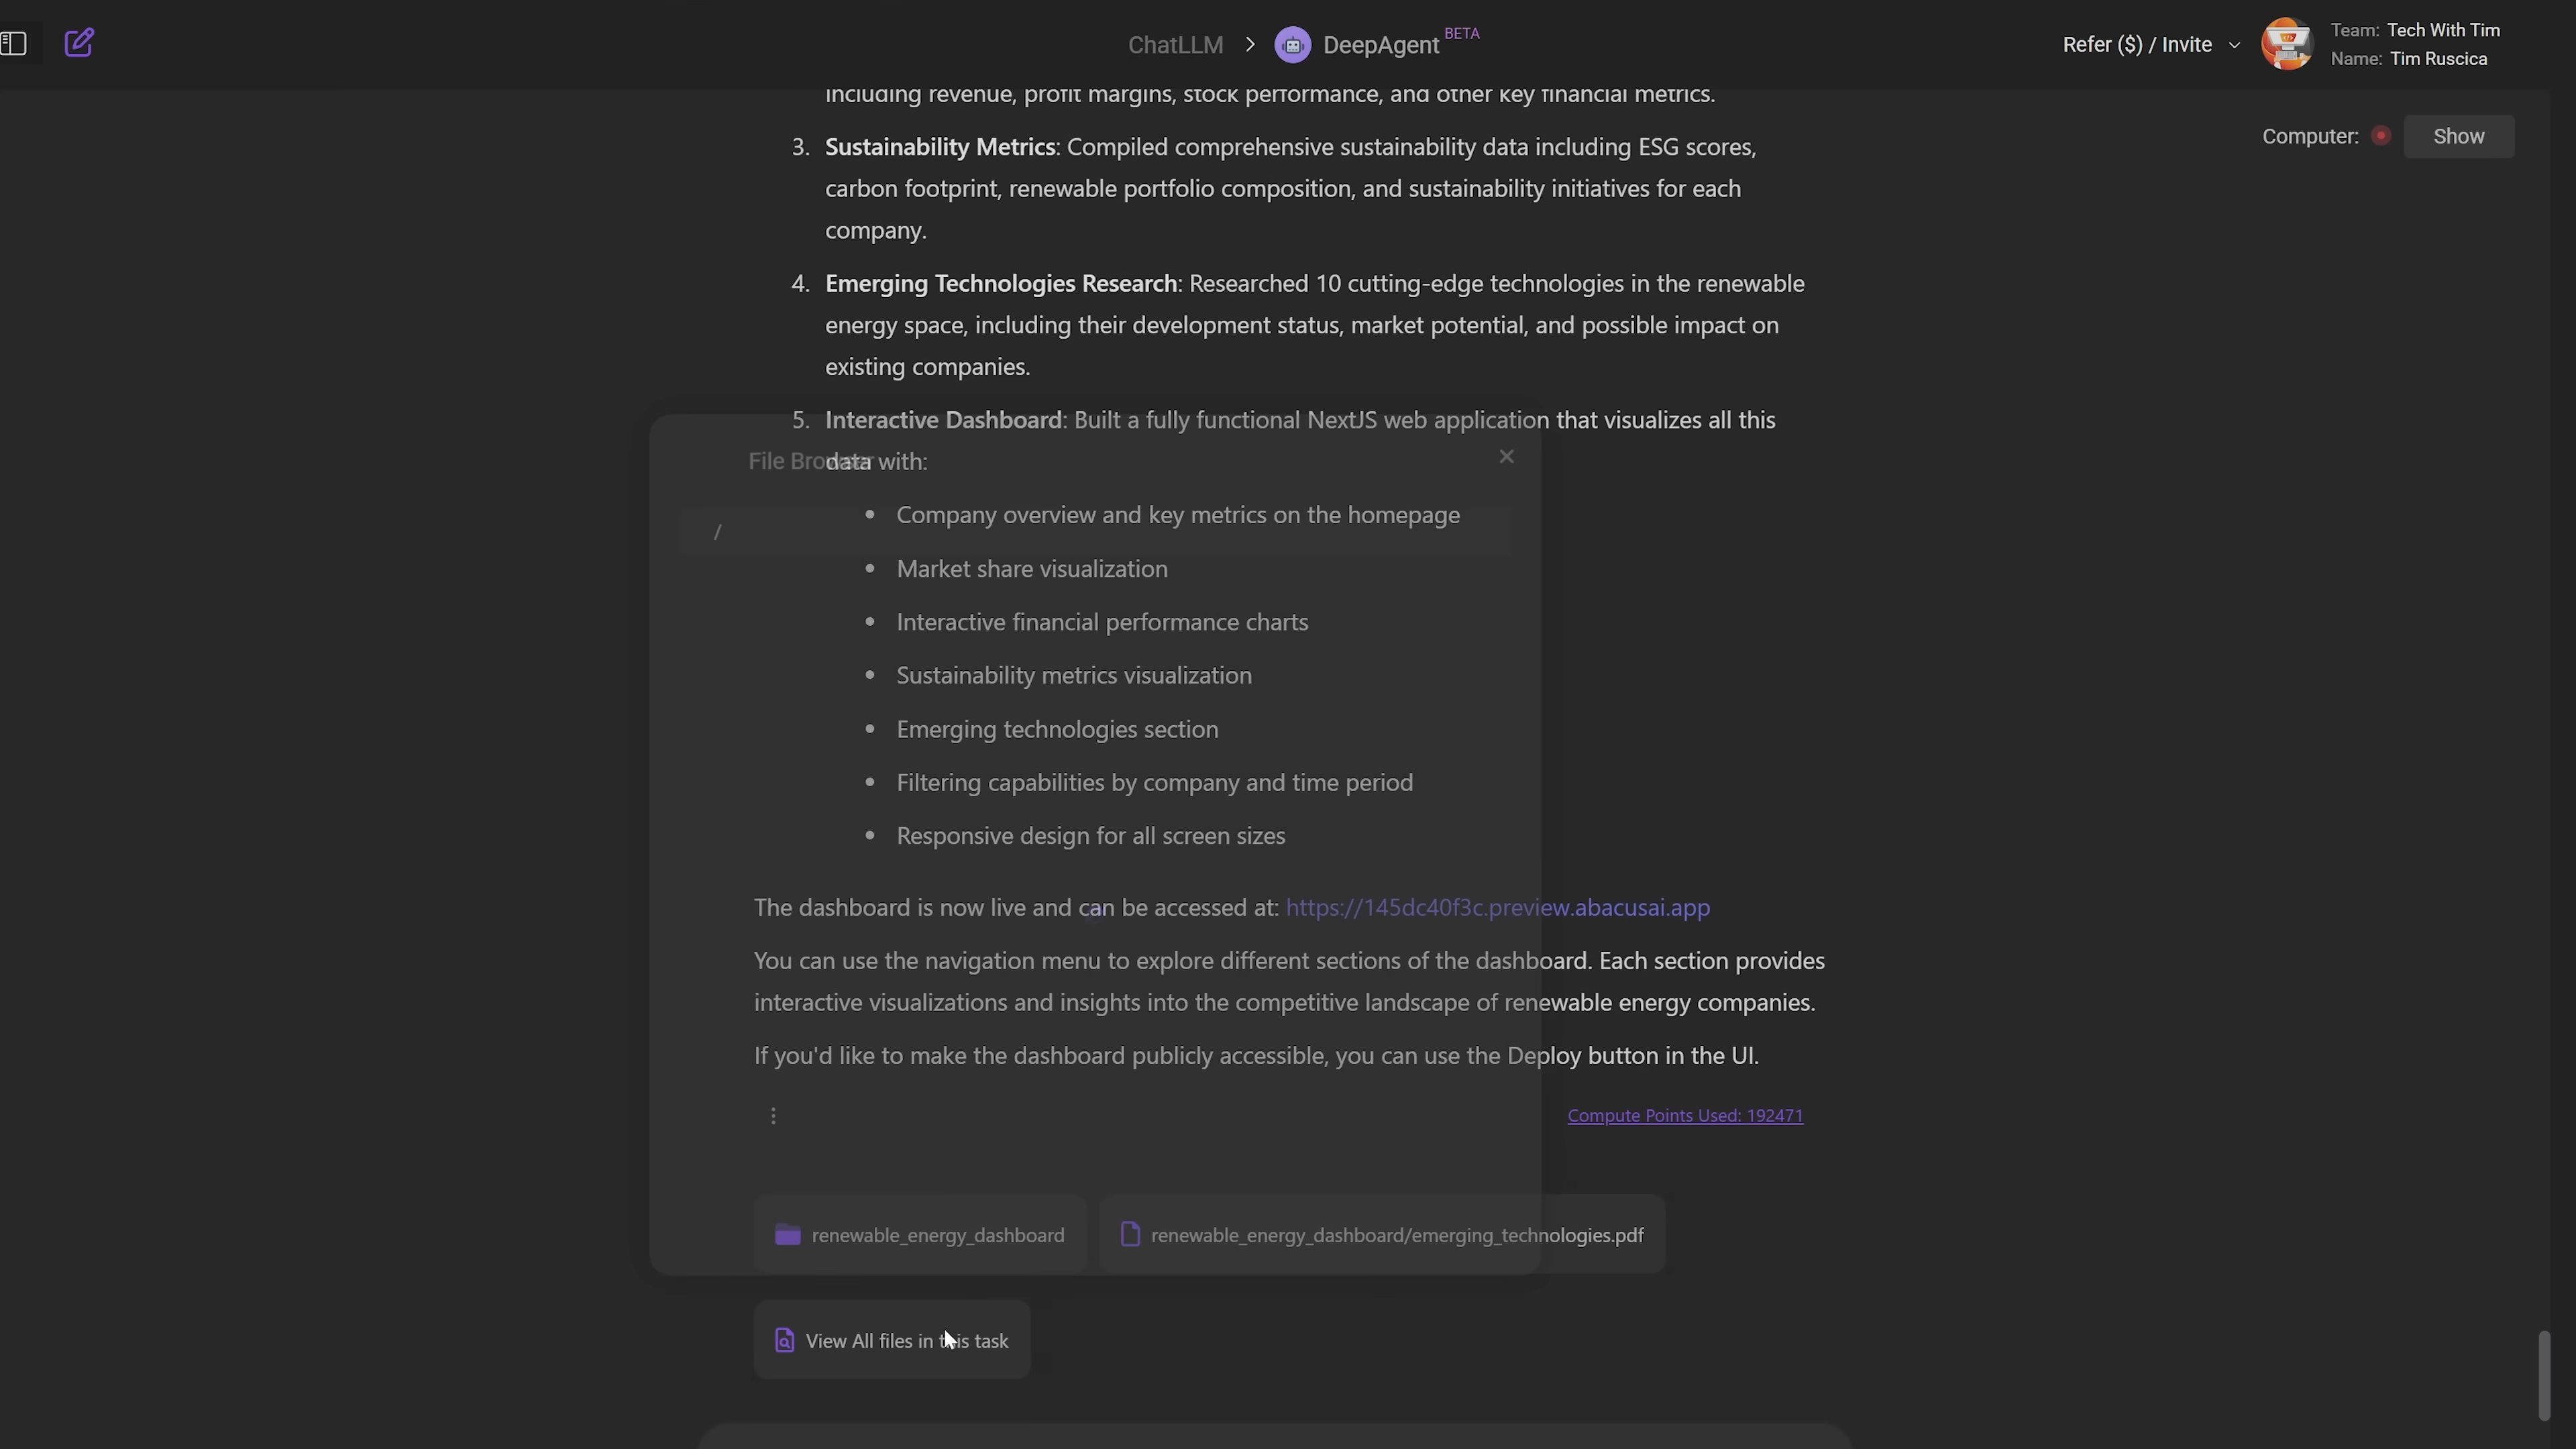 ChatLLM > DeepAgent BETA
Refer ($) / Invite
Team: Tech With Tim
Name: Tim Ruscica
Computer:
Show
including revenue, profit margins, stock performance, and other key financial metrics.
3. Sustainability Metrics: Compiled comprehensive sustainability data including ESG scores,
carbon footprint, renewable portfolio composition, and sustainability initiatives for each
company.
4. Emerging Technologies Research: Researched 10 cutting-edge technologies in the renewable
energy space, including their development status, market potential, and possible impact on
existing companies.
5. Interactive Dashboard: Built a fully functional NextJS web application that visualizes all this
data with:
File Browser
/
• Company overview and key metrics on the homepage
• Market share visualization
• Interactive financial performance charts
• Sustainability metrics visualization
• Emerging technologies section
• Filtering capabilities by company and time period
• Responsive design for all screen sizes
The dashboard is now live and can be accessed at: https://145dc40f3c.preview.abacusai.app
You can use the navigation menu to explore different sections of the dashboard. Each section provides
interactive visualizations and insights into the competitive landscape of renewable energy companies.
If you'd like to make the dashboard publicly accessible, you can use the Deploy button in the UI.
Compute Points Used: 192471
renewable_energy_dashboard
renewable_energy_dashboard/emerging_technologies.pdf
View All files in this task